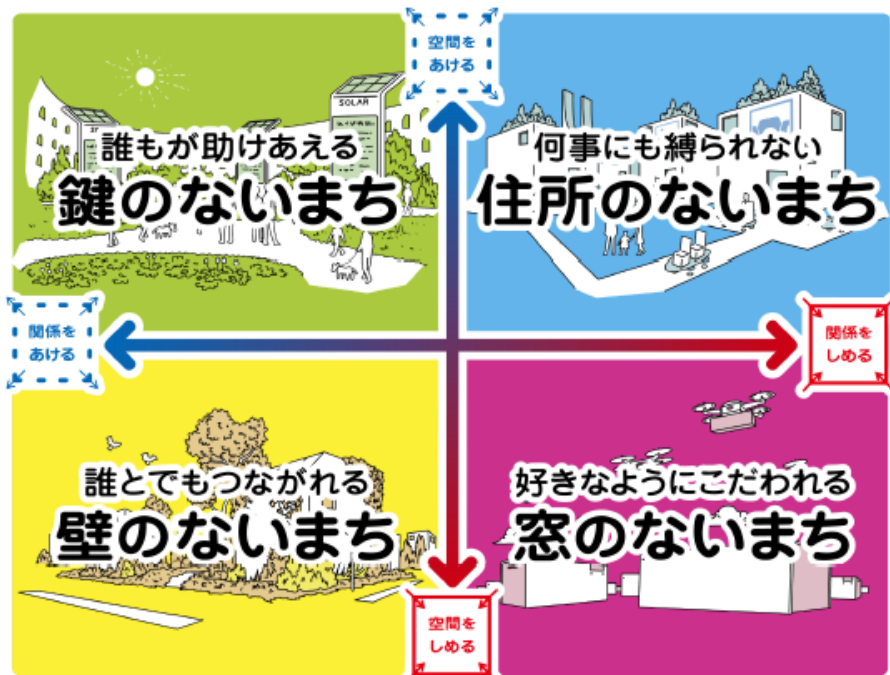 空間を
あける
SOLAR
誰もが助けあえる
鍵のないまち
何事にも縛られない
住所のないまち
関係を
あける
関係を
しめる
誰とでもつながれる
壁のないまち
好きなようにこだわれる
窓のないまち
空間を
しめる